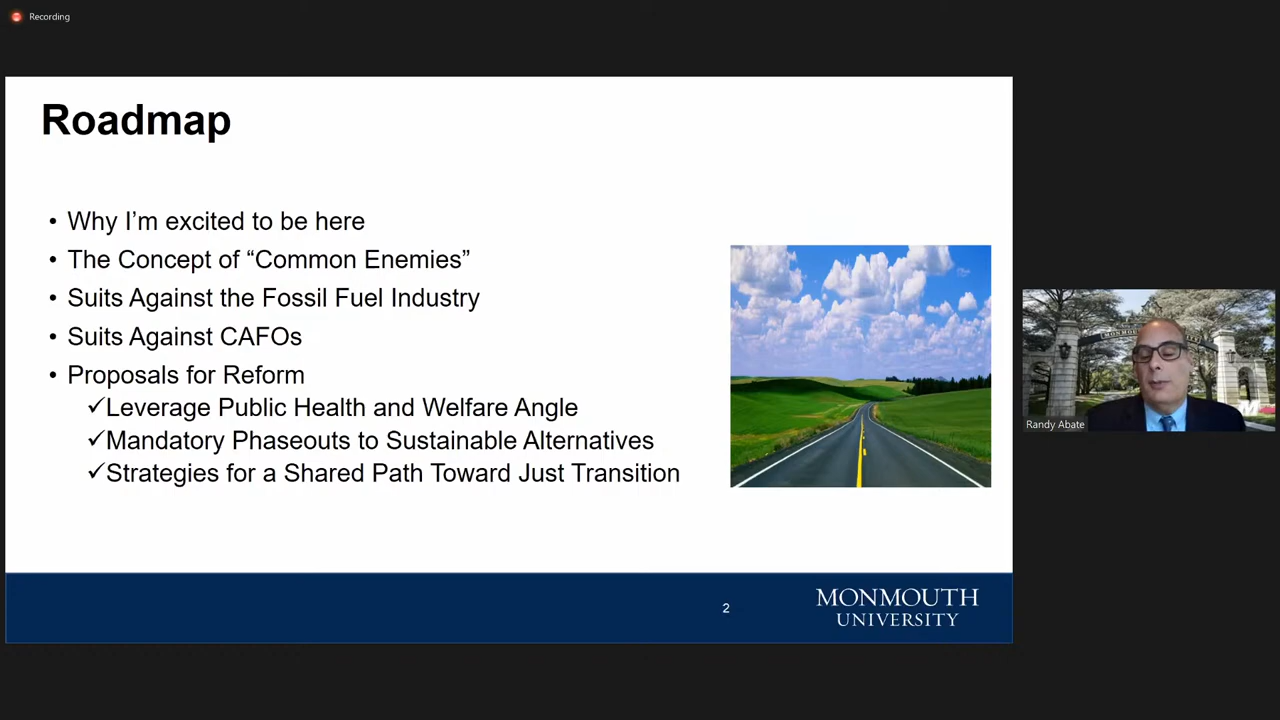 Recording
Roadmap
• Why I'm excited to be here
• The Concept of “Common Enemies”
• Suits Against the Fossil Fuel Industry
• Suits Against CAFOs
• Proposals for Reform
✓Leverage Public Health and Welfare Angle
✓Mandatory Phaseouts to Sustainable Alternatives
✓Strategies for a Shared Path Toward Just Transition
2
MONMOUTH
UNIVERSITY
Randy Abate